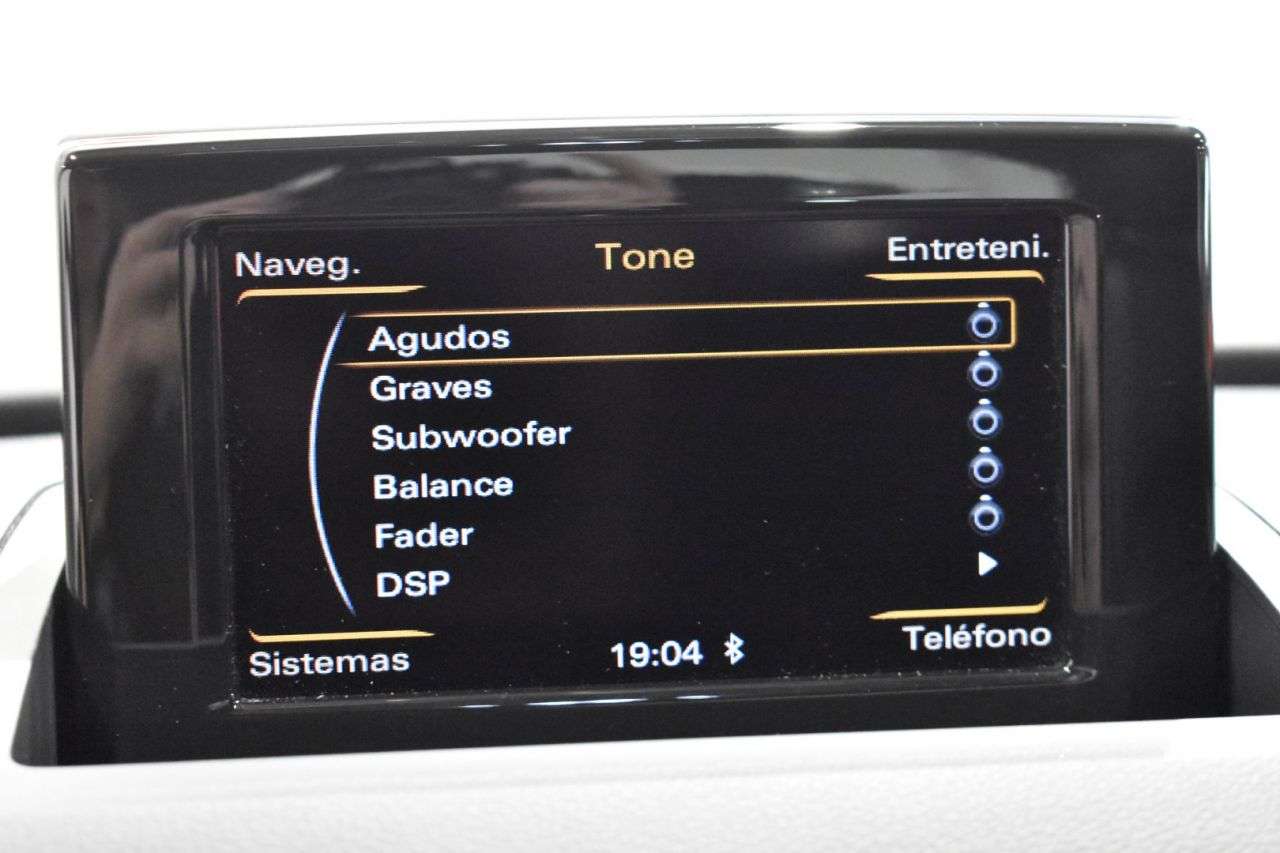 Naveg. Tone Entreteni.
Agudos
Graves
Subwoofer
Balance
Fader
DSP
Sistemas 19:04 Teléfono